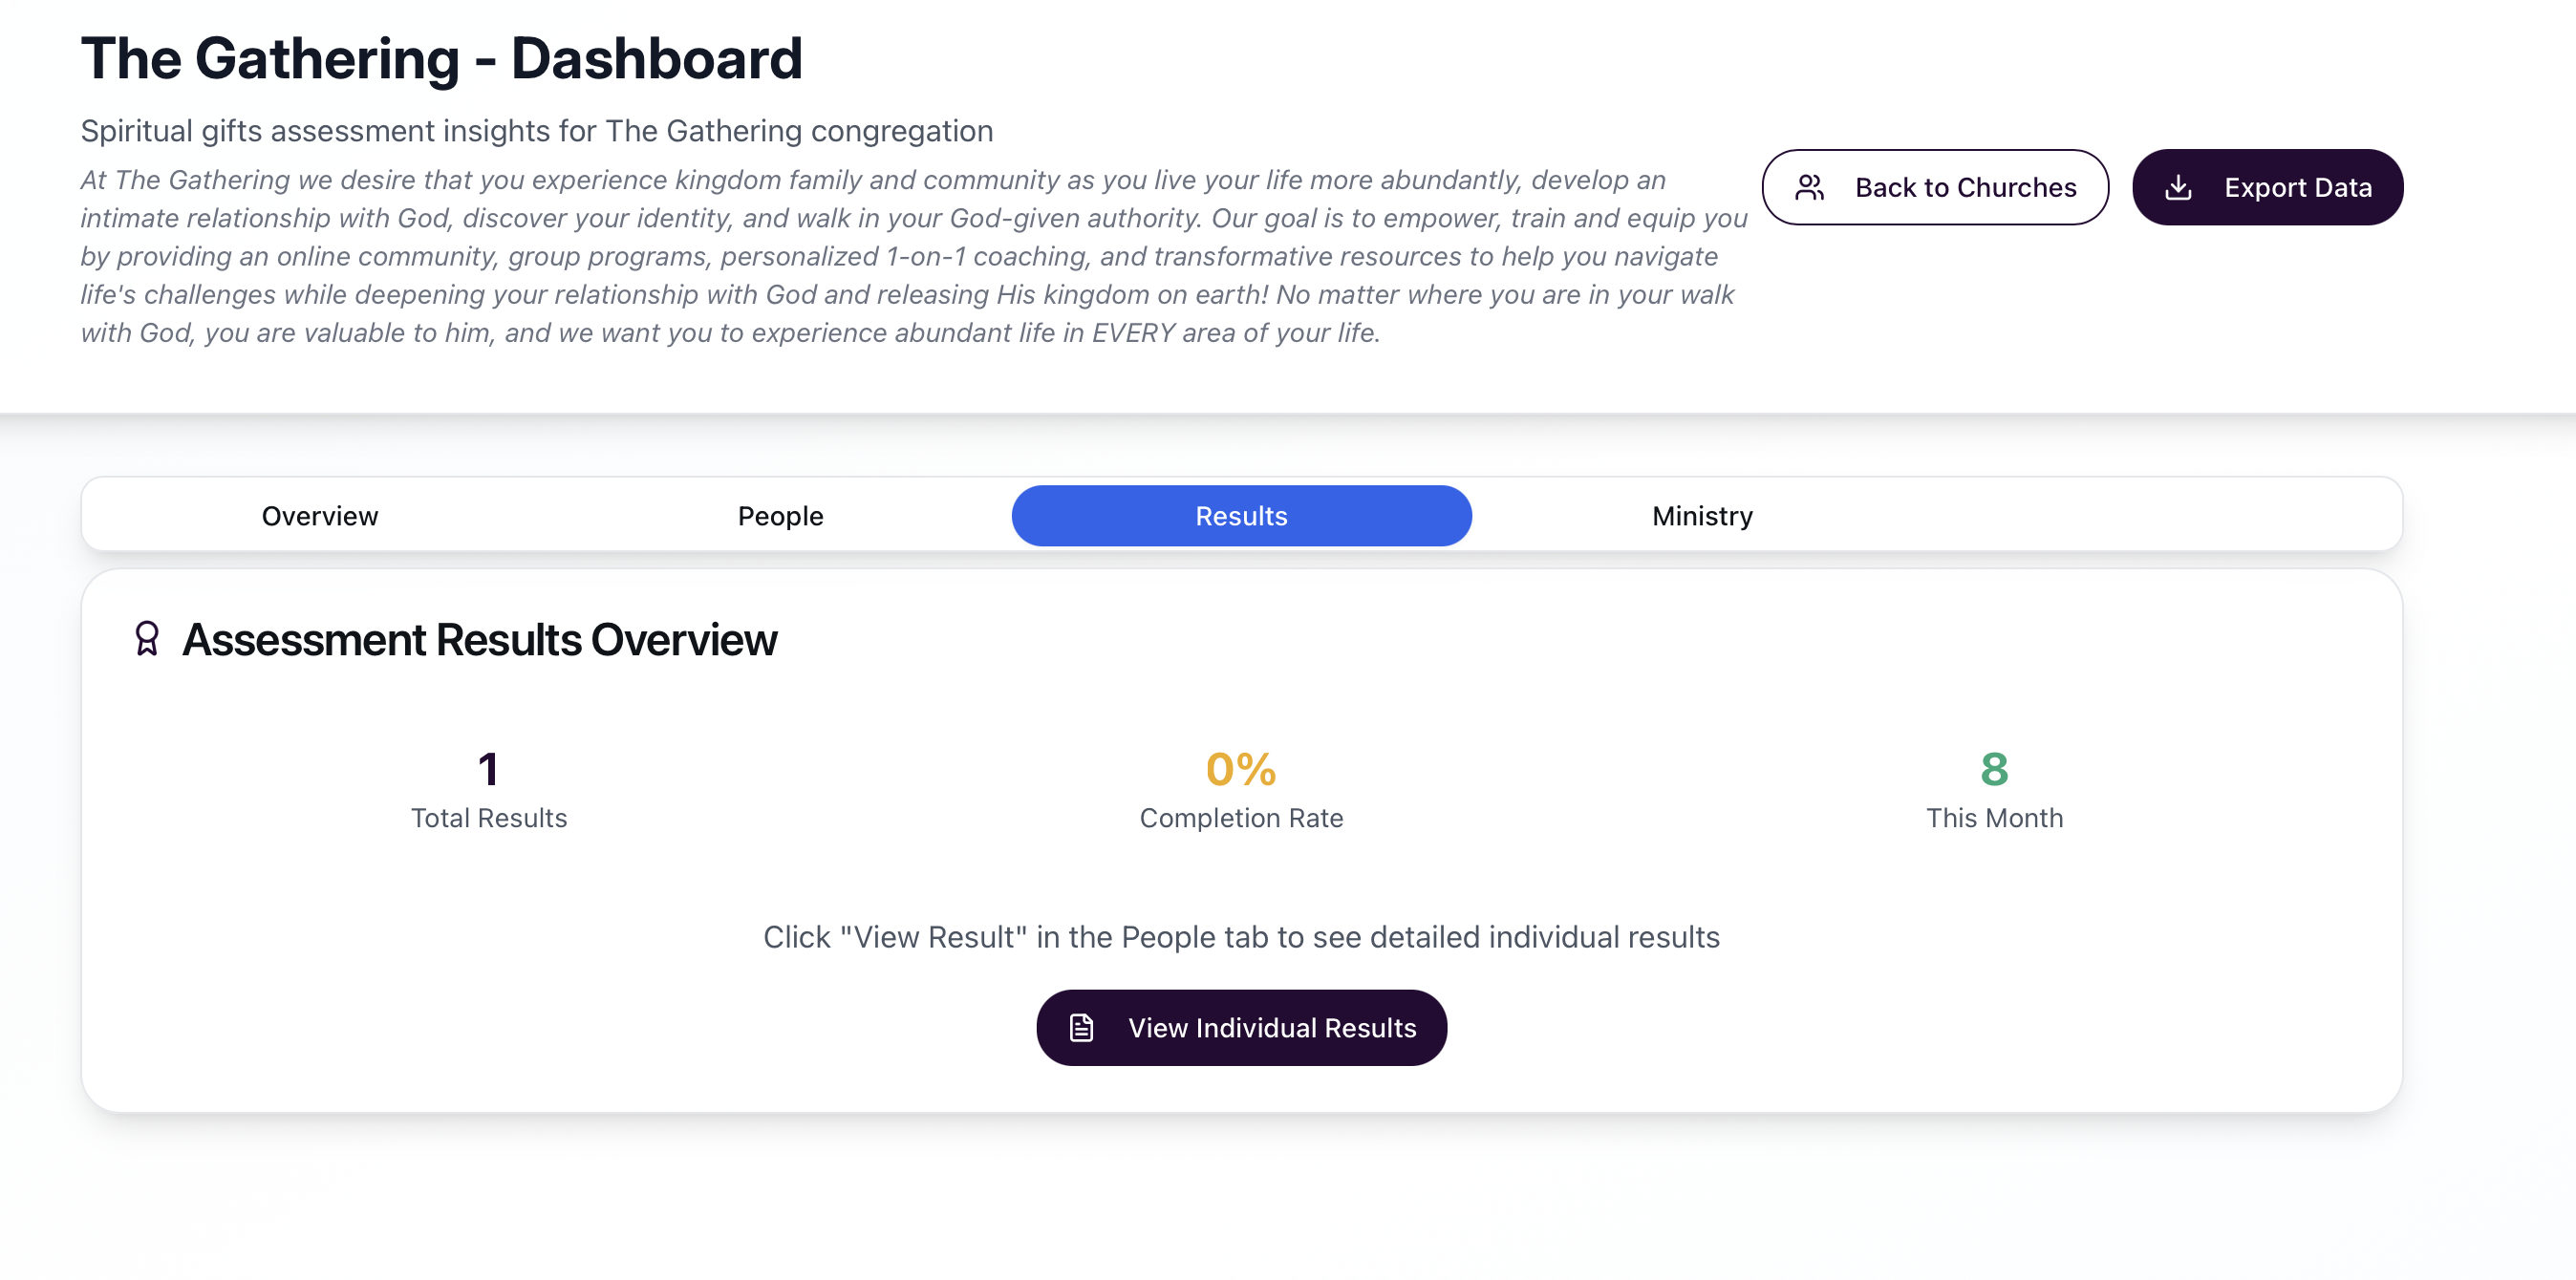 The Gathering - Dashboard
Spiritual gifts assessment insights for The Gathering congregation
At The Gathering we desire that you experience kingdom family and community as you live your life more abundantly, develop an
intimate relationship with God, discover your identity, and walk in your God-given authority. Our goal is to empower, train and equip you
by providing an online community, group programs, personalized 1-on-1 coaching, and transformative resources to help you navigate
life's challenges while deepening your relationship with God and releasing His kingdom on earth! No matter where you are in your walk
with God, you are valuable to him, and we want you to experience abundant life in EVERY area of your life.
Back to Churches
Export Data
Overview
People
Results
Ministry
Assessment Results Overview
1
Total Results
0%
Completion Rate
8
This Month
Click "View Result" in the People tab to see detailed individual results
View Individual Results